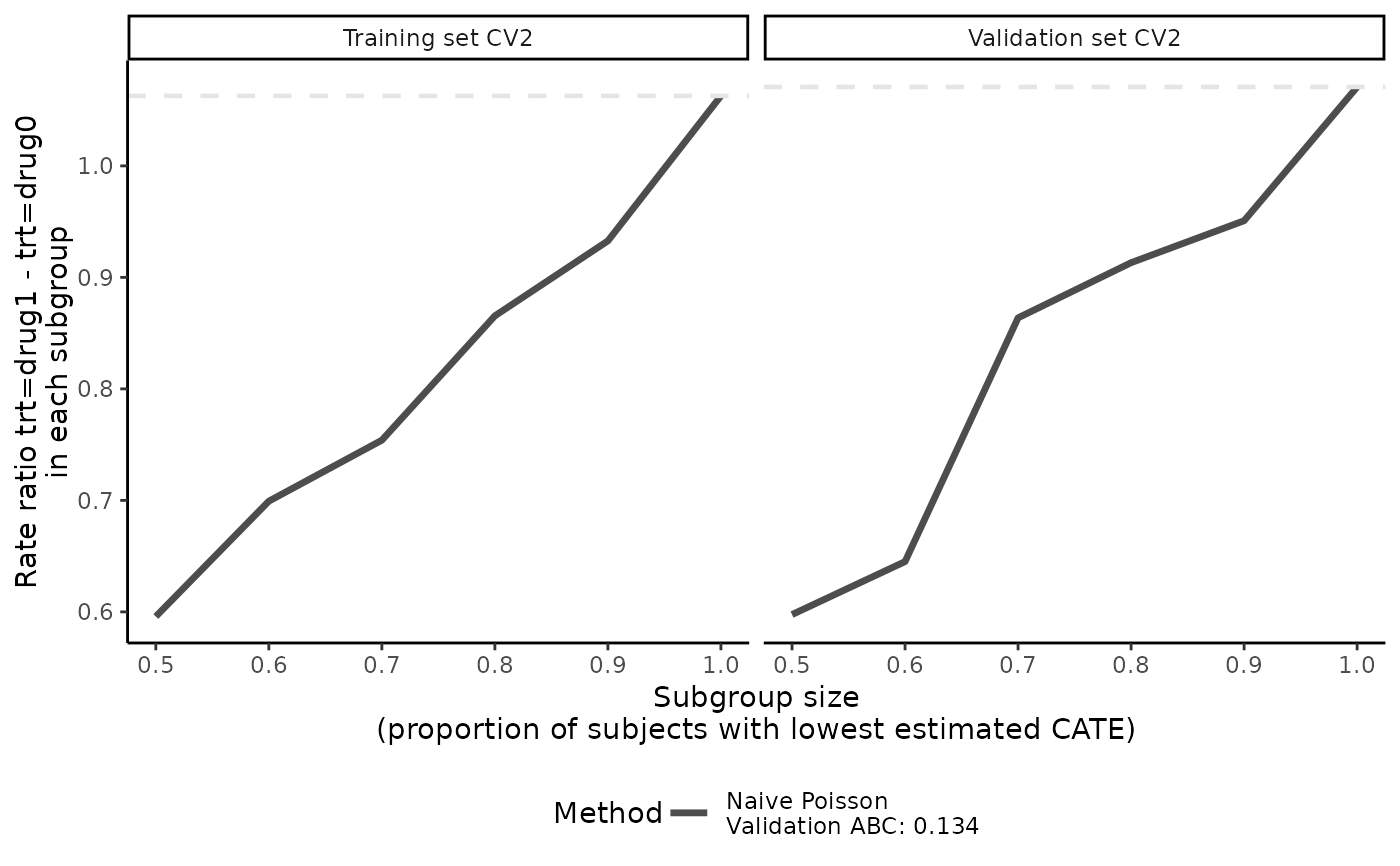 Training set CV2
Validation set CV2
Rate ratio trt=drug1 - trt=drug0
in each subgroup
1.0
0.9
0.8
0.7
0.6
0.5 0.6 0.7 0.8 0.9 1.0
0.5 0.6 0.7 0.8 0.9 1.0
Subgroup size
(proportion of subjects with lowest estimated CATE)
Method
Naive Poisson
Validation ABC: 0.134